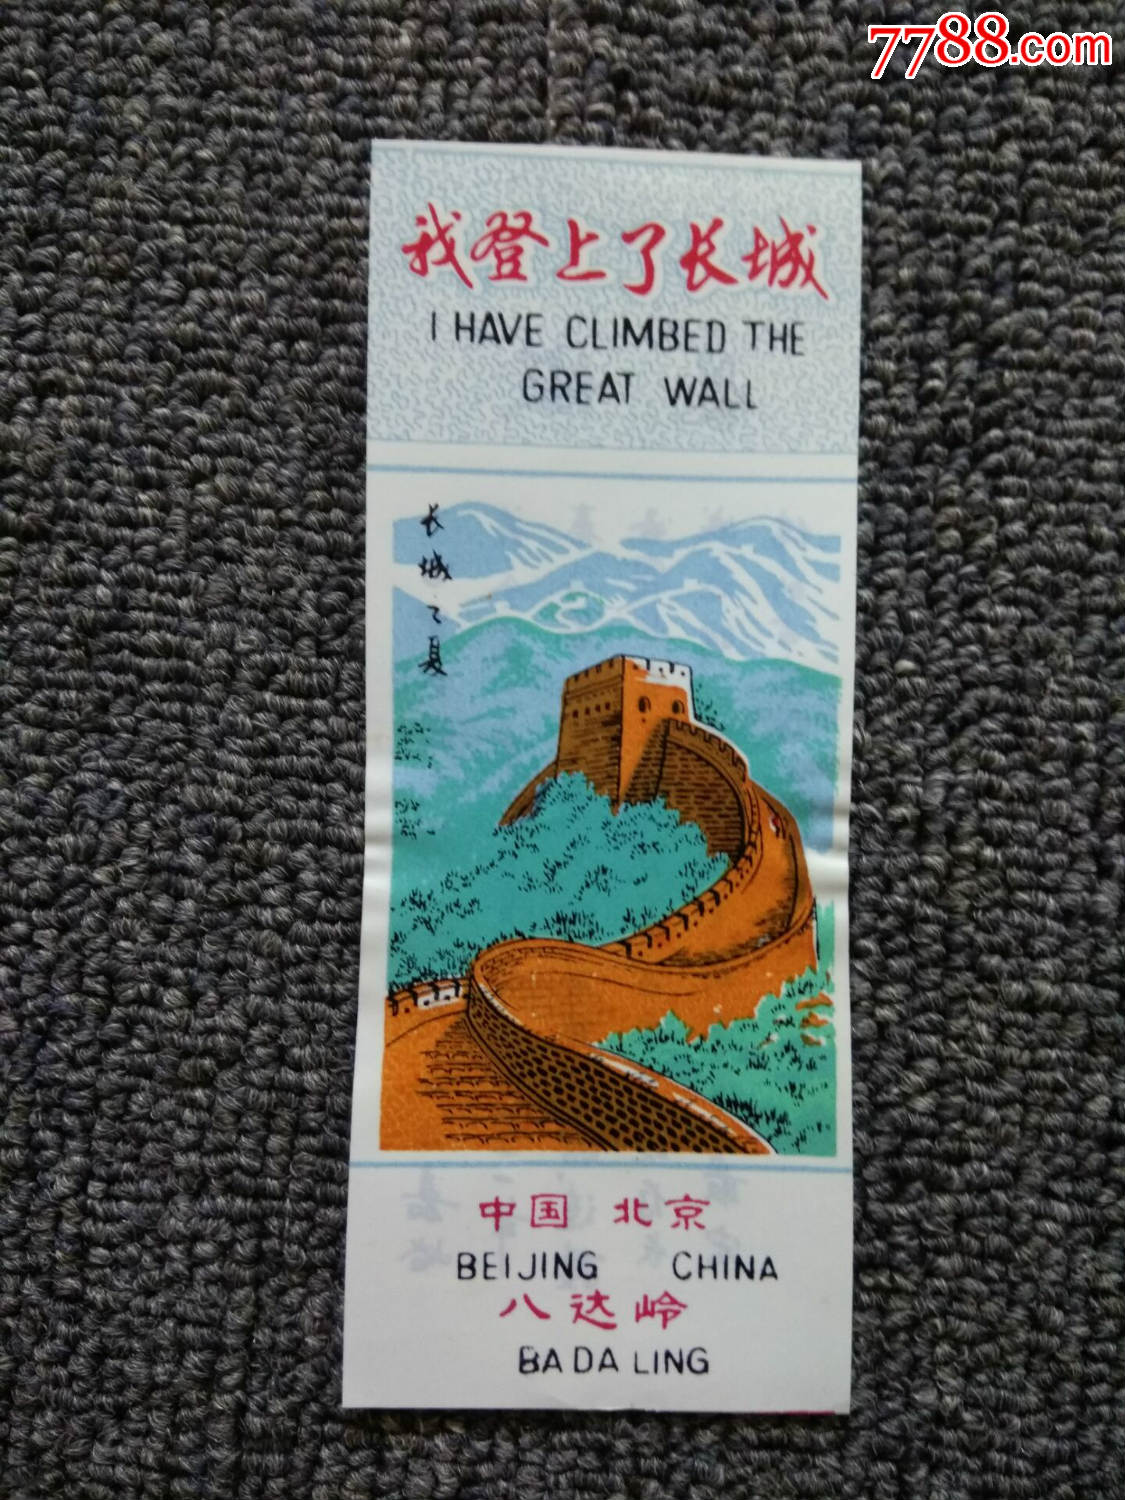 7788.com
我登上了长城
I HAVE CLIMBED THE
GREAT WALL
长城之夏
中国 北京
BEIJING CHINA
八达岭
BA DA LING